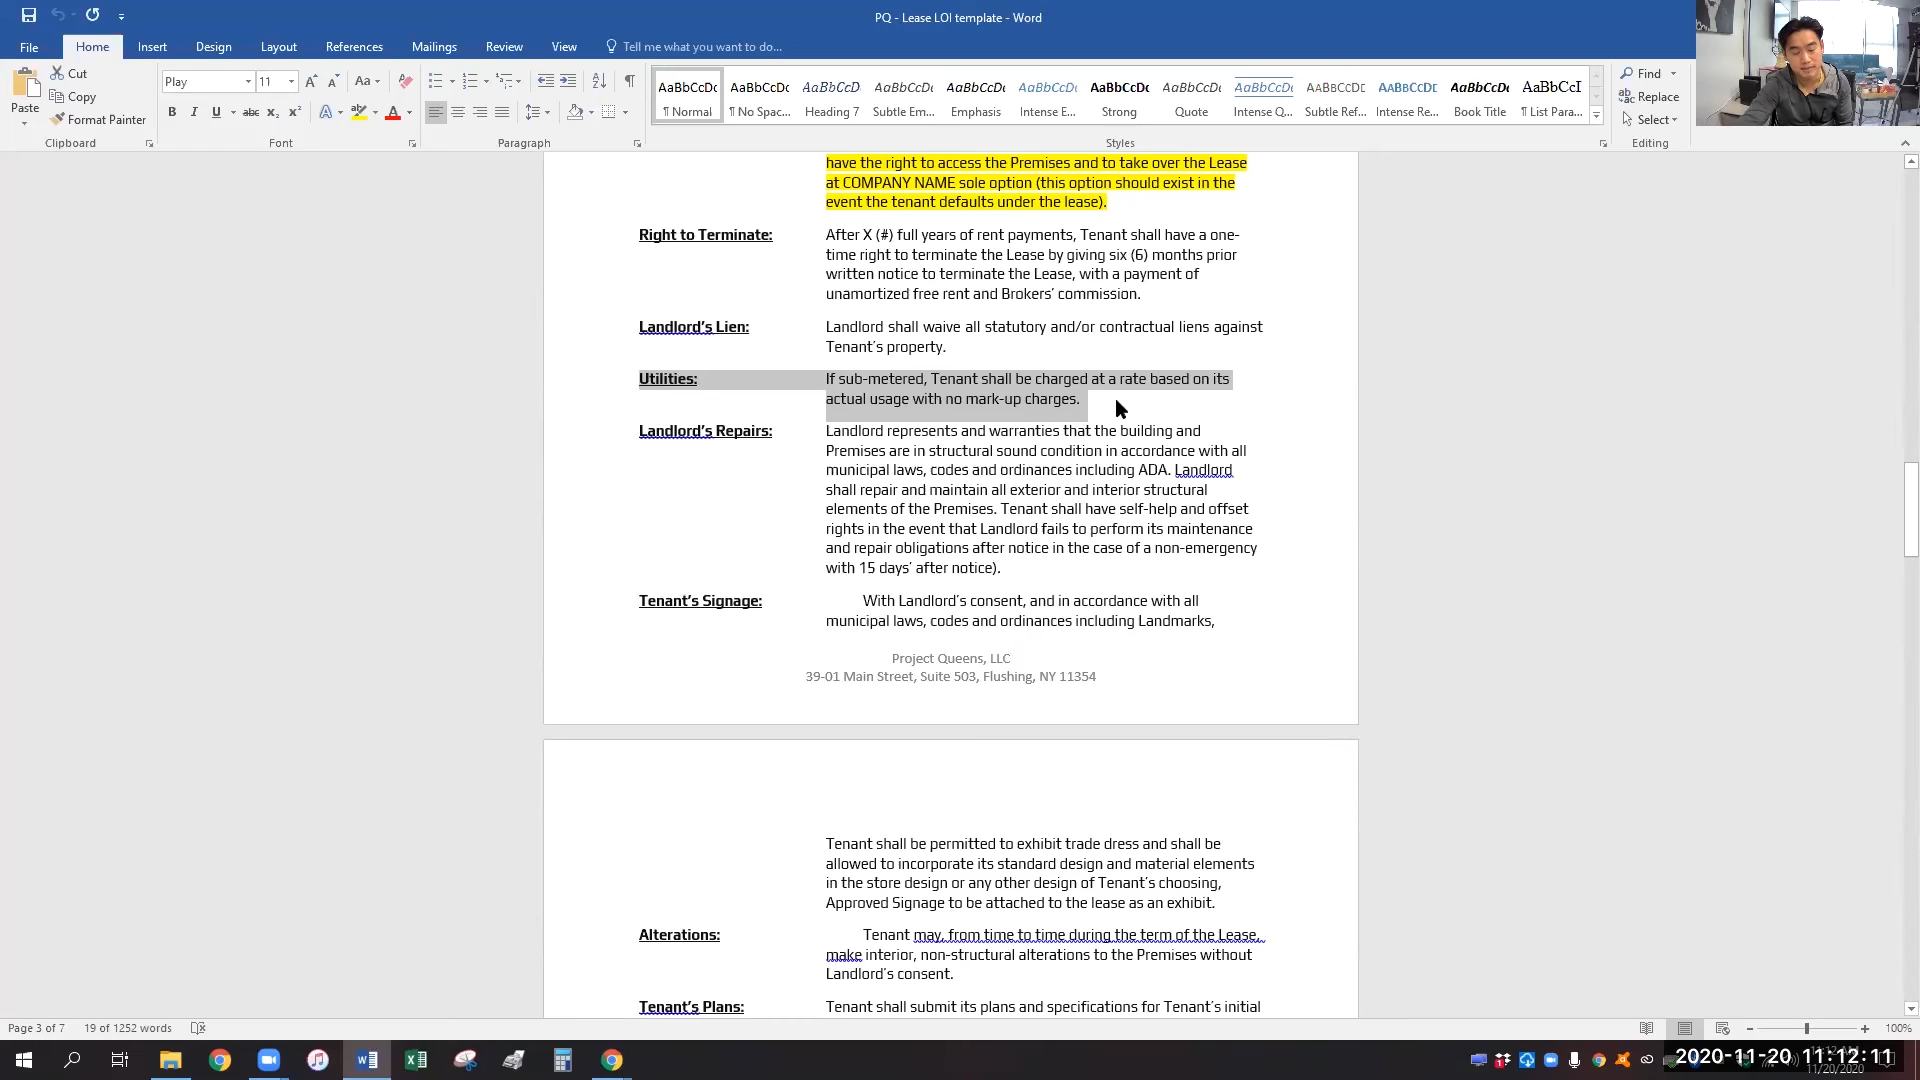 PQ - Lease LOI template - Word
File Home Insert Design Layout References Mailings Review View Tell me what you want to do...
Paste
Cut
Copy
Format Painter
Clipboard
Play 11
Font
Paragraph
AaBbCcDc AaBbCcDc AaBbCcD AaBbCcDc AaBbCcDc AaBbCcDc AaBbCcDc AaBbCcDc AaBbCcDc AABBCCDE AABBCCDE AaBbCcDc AaBbCcI
¶ Normal ¶ No Spac... Heading 7 Subtle Em... Emphasis Intense E... Strong Quote Intense Q... Subtle Ref... Intense Re... Book Title ¶ List Para...
Styles
Find
Replace
Select
Editing
have the right to access the Premises and to take over the Lease
at COMPANY NAME sole option (this option should exist in the
event the tenant defaults under the lease).
Right to Terminate: After X (#) full years of rent payments, Tenant shall have a one-
time right to terminate the Lease by giving six (6) months prior
written notice to terminate the Lease, with a payment of
unamortized free rent and Brokers’ commission.
Landlord’s Lien: Landlord shall waive all statutory and/or contractual liens against
Tenant’s property.
Utilities: If sub-metered, Tenant shall be charged at a rate based on its
actual usage with no mark-up charges.
Landlord’s Repairs: Landlord represents and warranties that the building and
Premises are in structural sound condition in accordance with all
municipal laws, codes and ordinances including ADA. Landlord
shall repair and maintain all exterior and interior structural
elements of the Premises. Tenant shall have self-help and offset
rights in the event that Landlord fails to perform its maintenance
and repair obligations after notice in the case of a non-emergency
with 15 days’ after notice).
Tenant’s Signage: With Landlord’s consent, and in accordance with all
municipal laws, codes and ordinances including Landmarks,
Project Queens, LLC
39-01 Main Street, Suite 503, Flushing, NY 11354
Tenant shall be permitted to exhibit trade dress and shall be
allowed to incorporate its standard design and material elements
in the store design or any other design of Tenant’s choosing,
Approved Signage to be attached to the lease as an exhibit.
Alterations: Tenant may, from time to time during the term of the Lease,
make interior, non-structural alterations to the Premises without
Landlord’s consent.
Tenant’s Plans: Tenant shall submit its plans and specifications for Tenant’s initial
Page 3 of 7 19 of 1252 words 100%
2020-11-20 11:12:11
11/20/2020